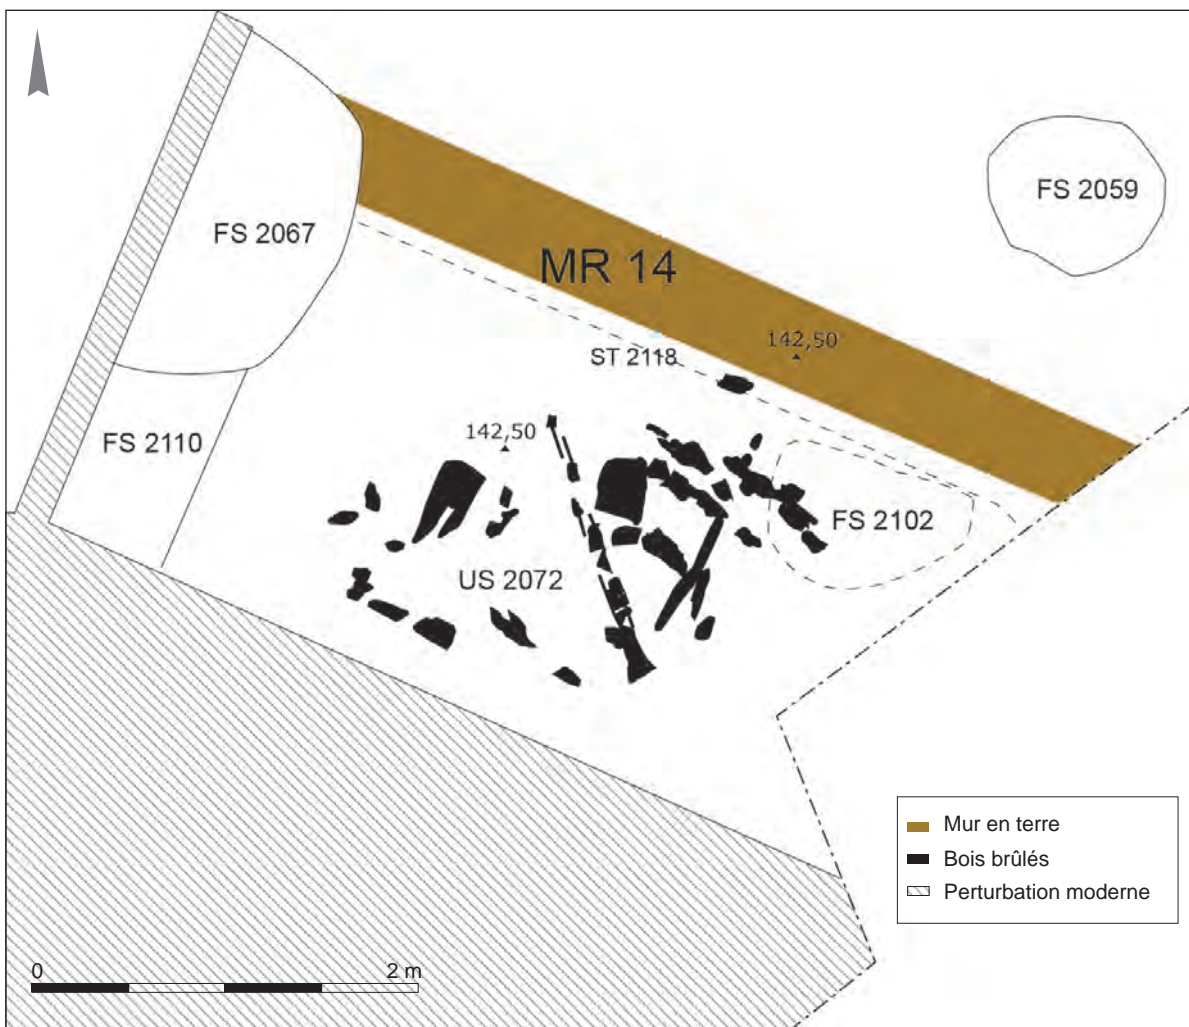 FS 2059
FS 2067
MR 14
142,50
ST 2118
142,50
FS 2110
FS 2102
US 2072
Mur en terre
Bois brûlés
Perturbation moderne
0 2 m